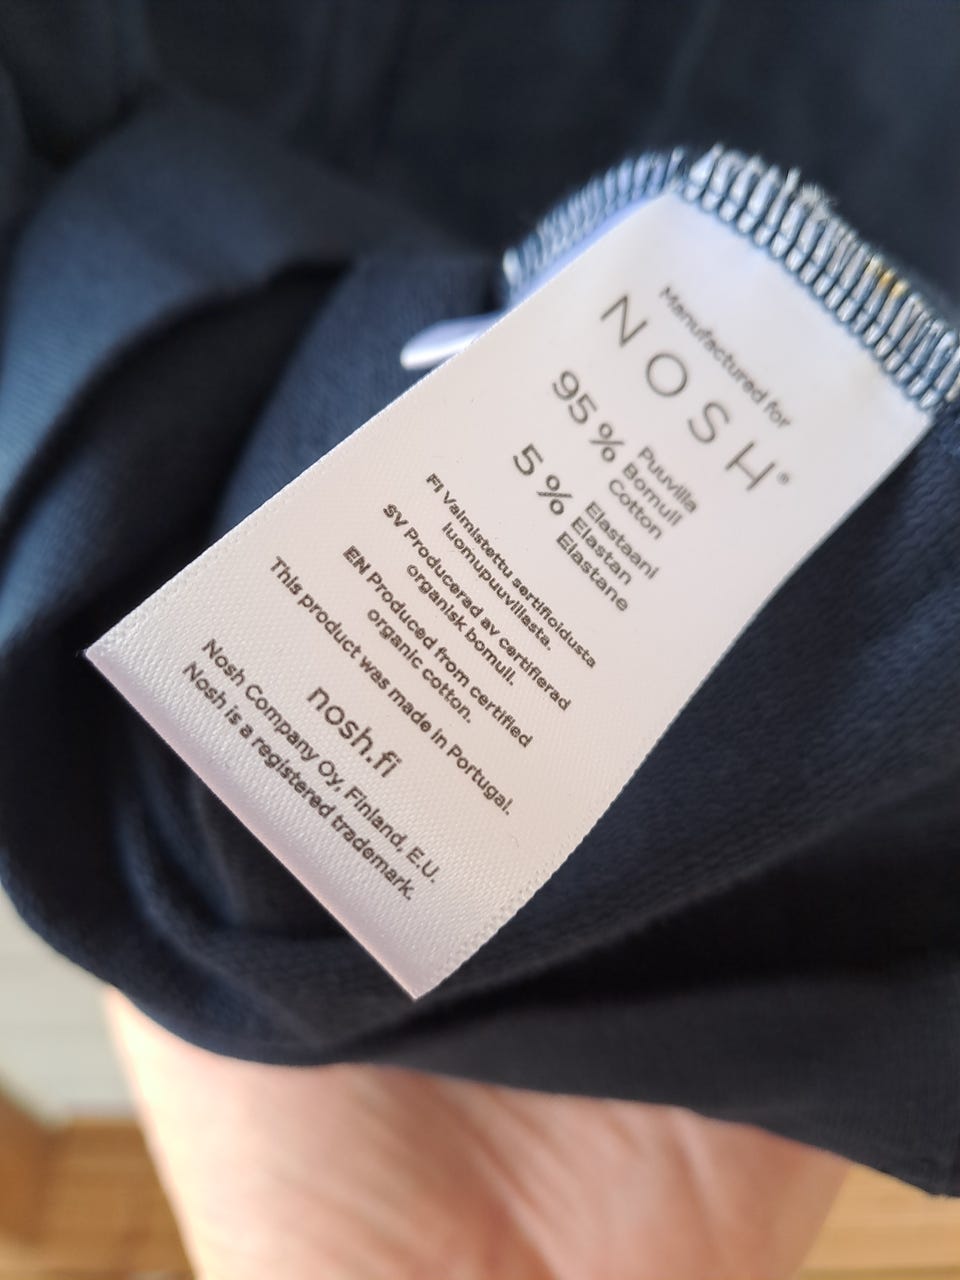 Manufactured for
NOSH®
95 % Puuvilla
Bomull
Cotton
5 % Elastaani
Elastan
Elastane
FI Valmistettu sertifioidusta
luomupuuvillasta.
SV Producerad av certifierad
organisk bomull.
EN Produced from certified
organic cotton.
This product was made in Portugal.
nosh.fi
Nosh Company Oy, Finland, E.U.
Nosh is a registered trademark.